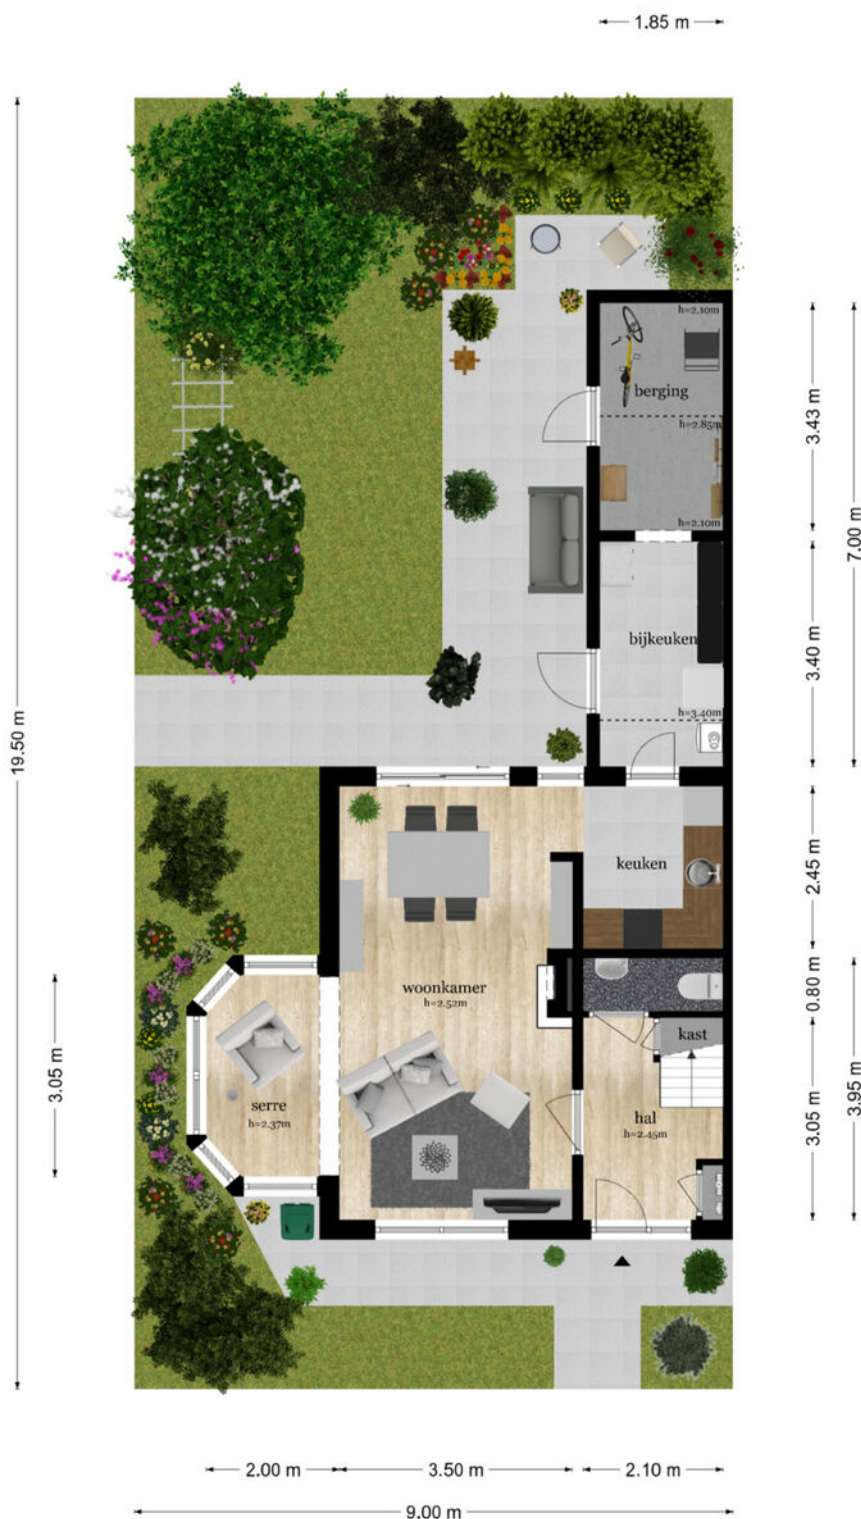 1.85 m
h=2.10m
berging
h=2.85m
h=2.10m
3.43 m
7.00 m
bijkeuken
3.40 m
h=3.40m
19.50 m
keuken
2.45 m
woonkamer
h=2.52m
0.80 m
kast
3.05 m
serre
h=2.37m
hal
h=2.45m
3.05 m
3.95 m
2.00 m
3.50 m
2.10 m
9.00 m